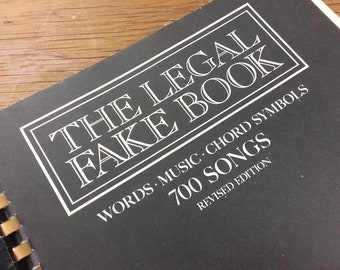 THE LEGAL
FAKE BOOK
WORDS · MUSIC · CHORD SYMBOLS
700 SONGS
REVISED EDITION